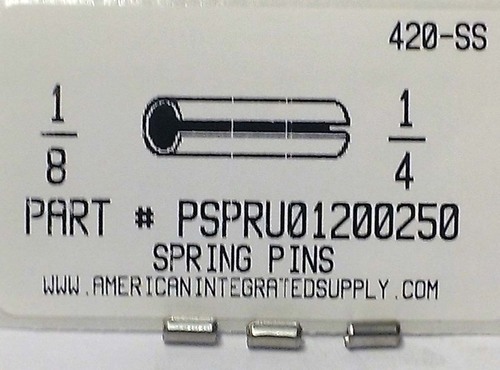 420-SS
1/8 1/4
PART # PSPRU01200250
SPRING PINS
WWW.AMERICANINTEGRATEDSUPPLY.COM